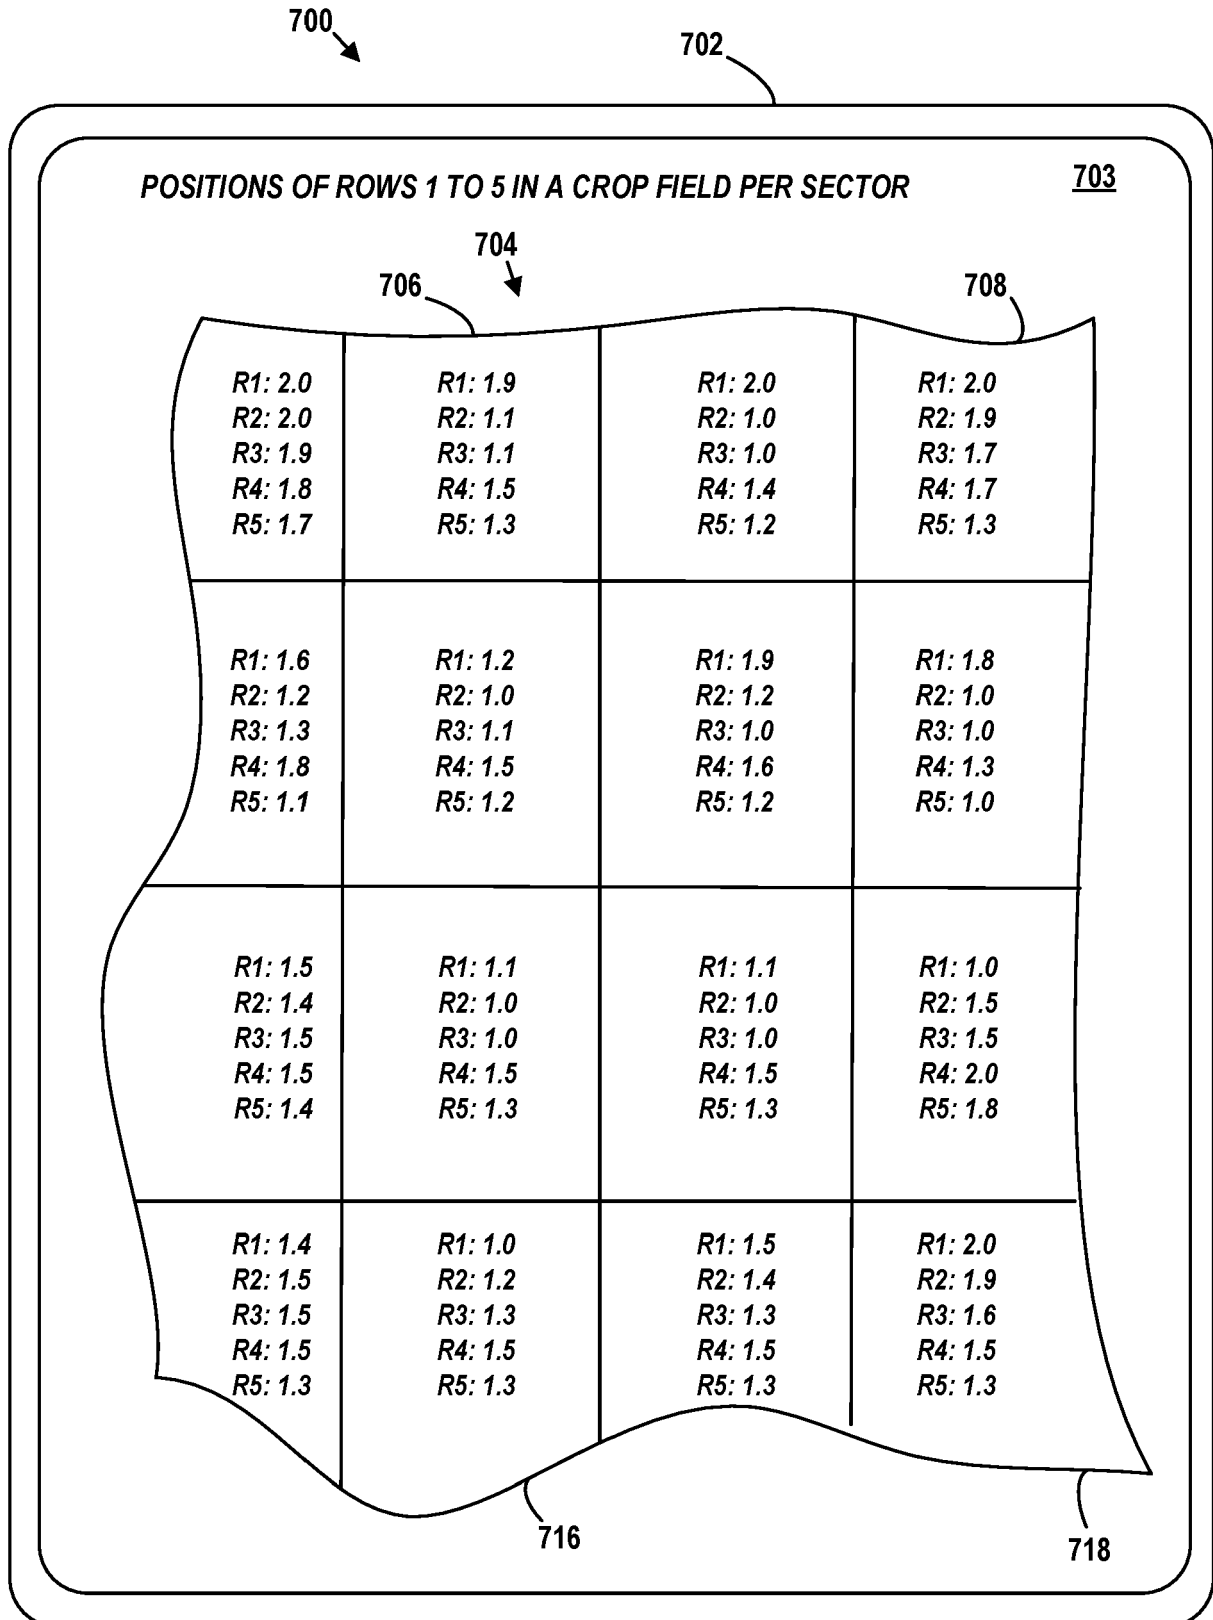 700
702
POSITIONS OF ROWS 1 TO 5 IN A CROP FIELD PER SECTOR
703
704
706
708
R1: 2.0
R2: 2.0
R3: 1.9
R4: 1.8
R5: 1.7
R1: 1.9
R2: 1.1
R3: 1.1
R4: 1.5
R5: 1.3
R1: 2.0
R2: 1.0
R3: 1.0
R4: 1.4
R5: 1.2
R1: 2.0
R2: 1.9
R3: 1.7
R4: 1.7
R5: 1.3
R1: 1.6
R2: 1.2
R3: 1.3
R4: 1.8
R5: 1.1
R1: 1.2
R2: 1.0
R3: 1.1
R4: 1.5
R5: 1.2
R1: 1.9
R2: 1.2
R3: 1.0
R4: 1.6
R5: 1.2
R1: 1.8
R2: 1.0
R3: 1.0
R4: 1.3
R5: 1.0
R1: 1.5
R2: 1.4
R3: 1.5
R4: 1.5
R5: 1.4
R1: 1.1
R2: 1.0
R3: 1.0
R4: 1.5
R5: 1.3
R1: 1.1
R2: 1.0
R3: 1.0
R4: 1.5
R5: 1.3
R1: 1.0
R2: 1.5
R3: 1.5
R4: 2.0
R5: 1.8
R1: 1.4
R2: 1.5
R3: 1.5
R4: 1.5
R5: 1.3
R1: 1.0
R2: 1.2
R3: 1.3
R4: 1.5
R5: 1.3
R1: 1.5
R2: 1.4
R3: 1.3
R4: 1.5
R5: 1.3
R1: 2.0
R2: 1.9
R3: 1.6
R4: 1.5
R5: 1.3
716
718